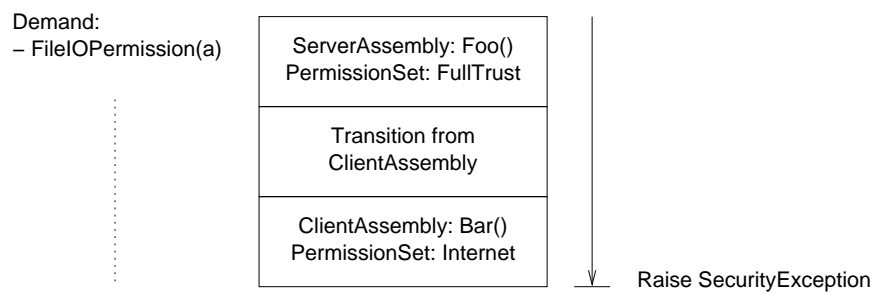 Demand:
– FileIOPermission(a)
ServerAssembly: Foo()
PermissionSet: FullTrust
Transition from
ClientAssembly
ClientAssembly: Bar()
PermissionSet: Internet
Raise SecurityException